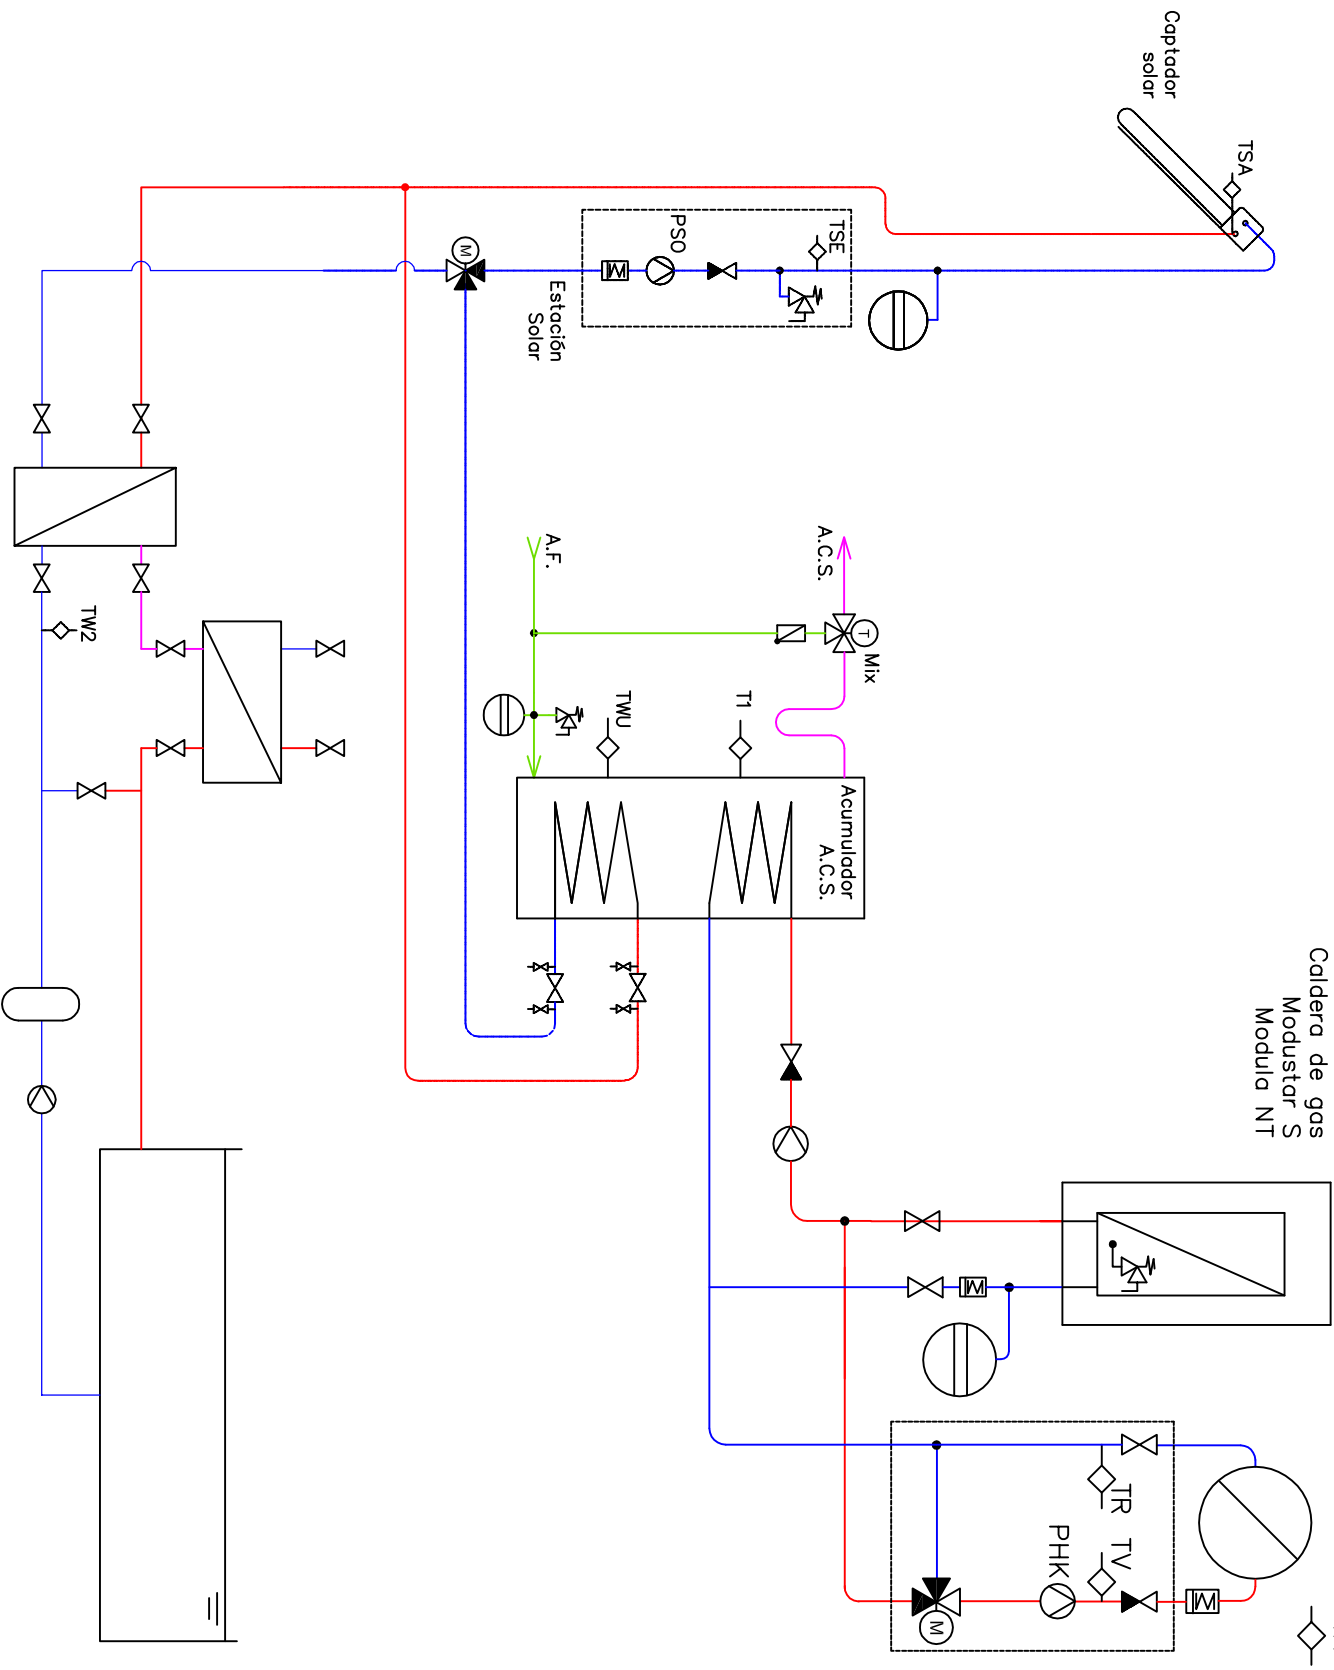 Captador
solar
TSA
TSE
PSO
Estación
Solar
M
A.F.
A.C.S.
T
Mix
TW2
TWU
T1
Acumulador
A.C.S.
Caldera de gas
Modustar S
Modula NT
TR
TV
PHK
M